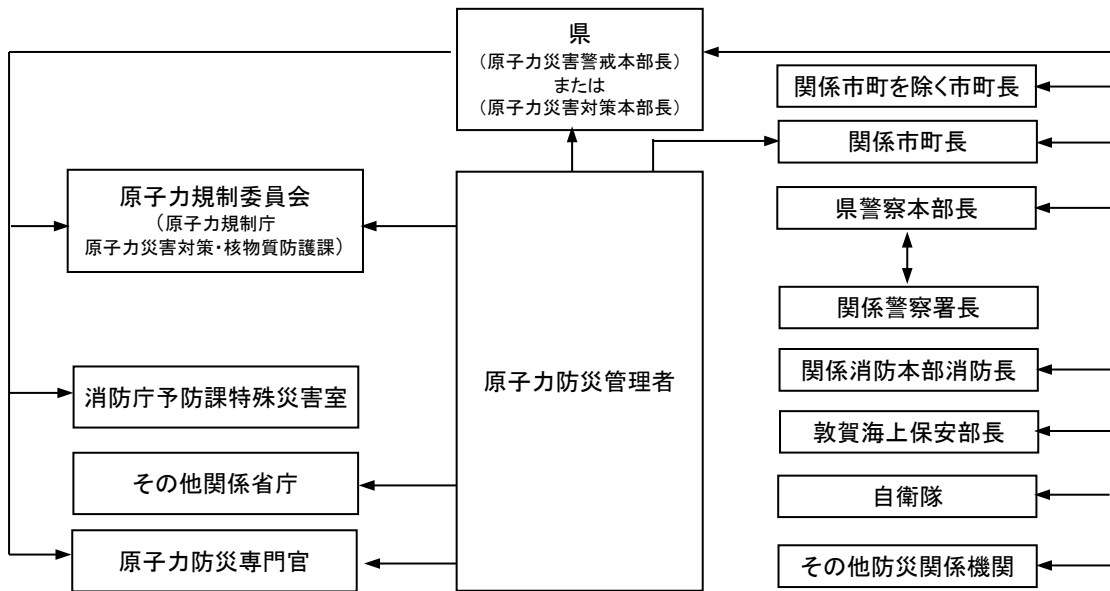 県
（原子力災害警戒本部長）
または
（原子力災害対策本部長）
関係市町を除く市町長
関係市町長
原子力規制委員会
（原子力規制庁
原子力災害対策・核物質防護課）
県警察本部長
関係警察署長
原子力防災管理者
消防庁予防課特殊災害室
関係消防本部消防長
敦賀海上保安部長
その他関係省庁
自衛隊
原子力防災専門官
その他防災関係機関